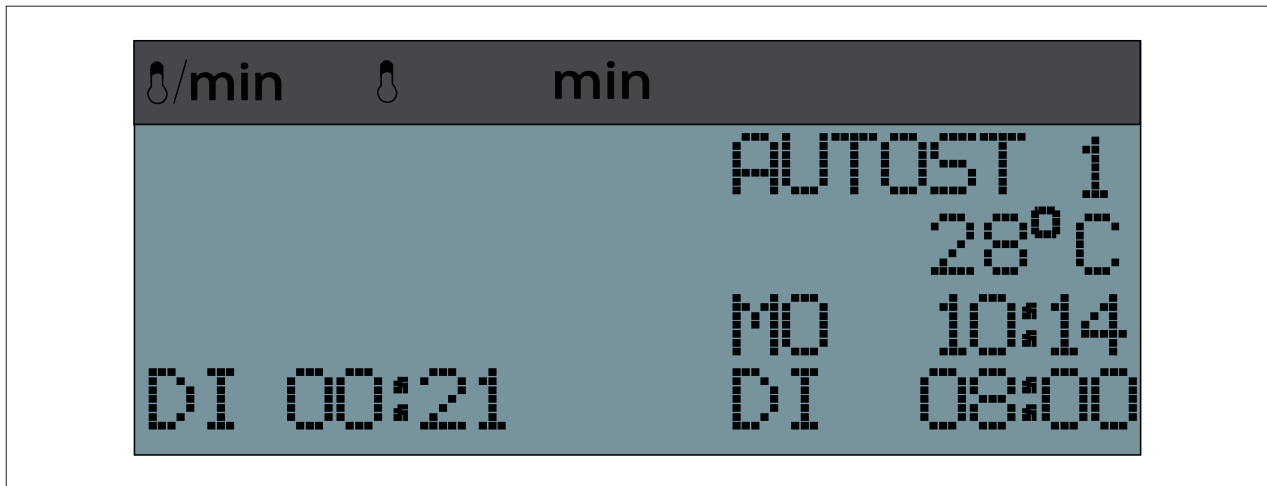 /min min
AUTOST 1
28°C
MO 10:14
DI 00:21 DI 08:00